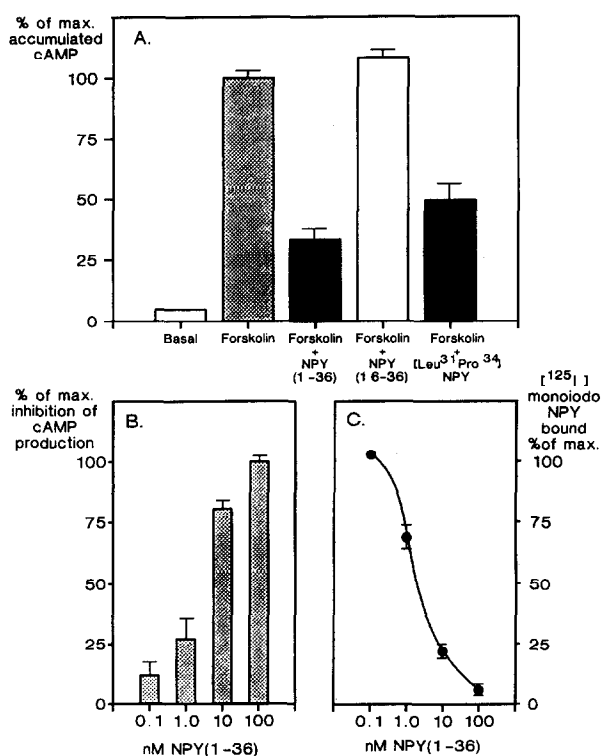 % of max.
accumulated
cAMP
A.
100
75
50
25
0
Basal
Forskolin
Forskolin
+
NPY
(1-36)
Forskolin
+
NPY
(16-36)
Forskolin
+
[Leu31Pro 34]
NPY
% of max.
inhibition of
cAMP
production
B.
100
75
50
25
0
0.1 1.0 10 100
nM NPY(1-36)
[125I]
monoiodo
NPY
bound
%of max.
C.
100
75
50
25
0
0.1 1.0 10 100
nM NPY(1-36)